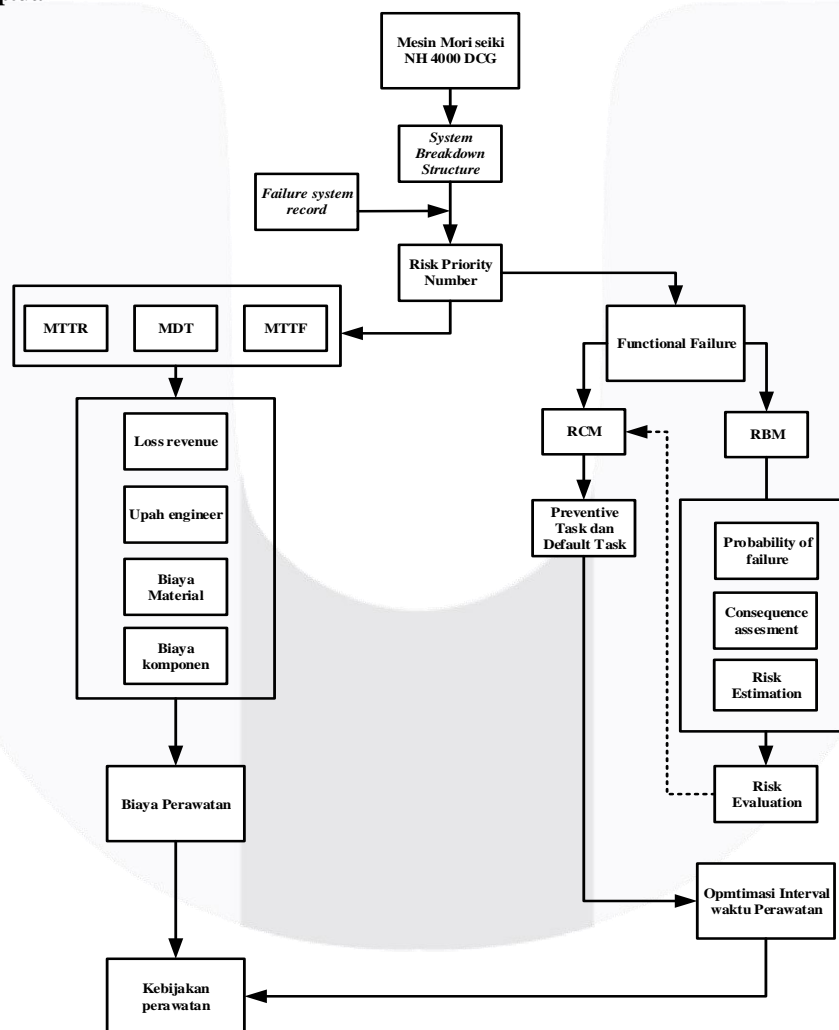 Mesin Mori seiki
NH 4000 DCG
System
Breakdown
Structure
Failure system
record
Risk Priority
Number
MTTR
MDT
MTTF
Functional Failure
Loss revenue
RCM
RBM
Upah engineer
Preventive
Task dan
Default Task
Probability of
failure
Biaya
Material
Consequence
assesment
Biaya
komponen
Risk
Estimation
Biaya Perawatan
Risk
Evaluation
Opmtimasi Interval
waktu Perawatan
Kebijakan
perawatan